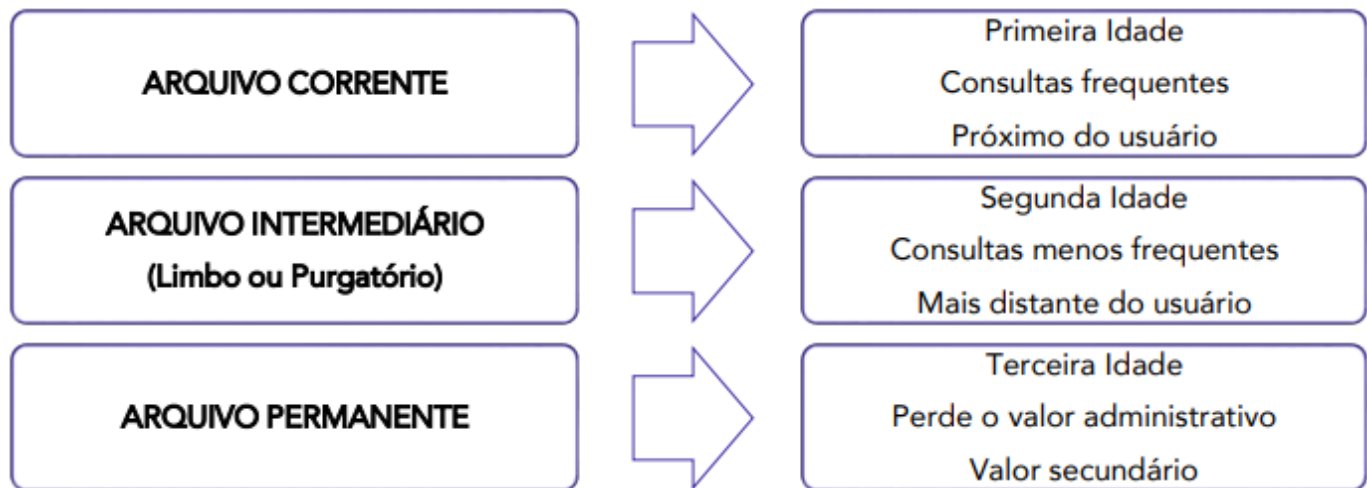 ARQUIVO CORRENTE
Primeira Idade
Consultas frequentes
Próximo do usuário
ARQUIVO INTERMEDIÁRIO
(Limbo ou Purgatório)
Segunda Idade
Consultas menos frequentes
Mais distante do usuário
ARQUIVO PERMANENTE
Terceira Idade
Perde o valor administrativo
Valor secundário